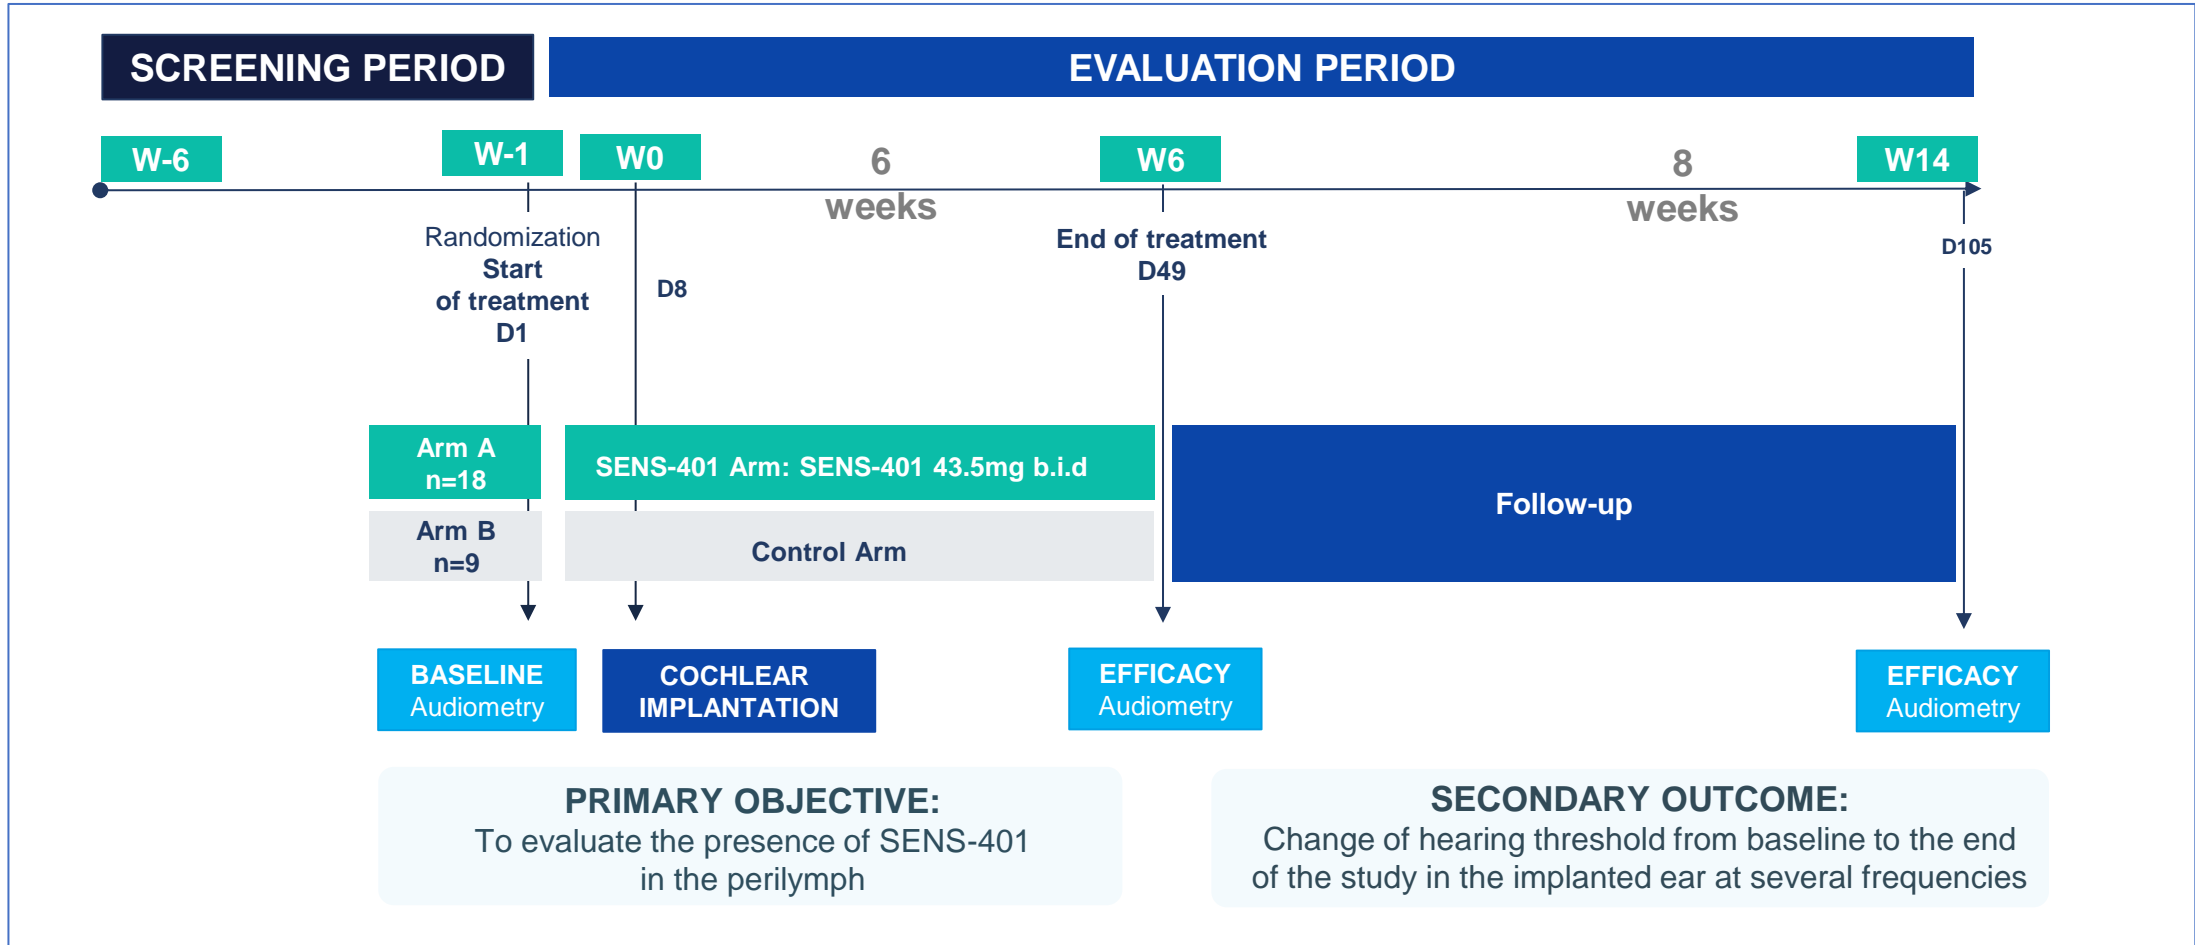 SCREENING PERIOD
EVALUATION PERIOD
W-6
W-1
W0
6
weeks
W6
8
weeks
W14
Randomization
Start
of treatment
D1
D8
End of treatment
D49
D105
Arm A
n=18
SENS-401 Arm: SENS-401 43.5mg b.i.d
Arm B
n=9
Control Arm
Follow-up
BASELINE
Audiometry
COCHLEAR
IMPLANTATION
EFFICACY
Audiometry
EFFICACY
Audiometry
PRIMARY OBJECTIVE:
To evaluate the presence of SENS-401
in the perilymph
SECONDARY OUTCOME:
Change of hearing threshold from baseline to the end
of the study in the implanted ear at several frequencies